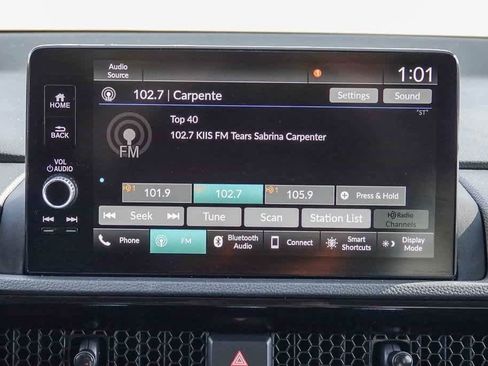 Audio
Source
1
1:01
HOME
102.7 | Carpente
Settings
Sound
BACK
"ST"
Top 40
102.7 KIIS FM Tears Sabrina Carpenter
FM
VOL
AUDIO
101.9
102.7
105.9
Press & Hold
Seek
Tune
Scan
Station List
HD Radio
Channels
Phone
FM
Bluetooth
Audio
Connect
Smart
Shortcuts
Display
Mode